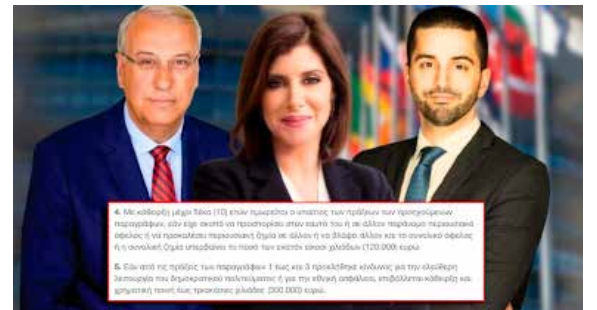 4. Με κάθειρξη μέχρι δέκα (10) ετών τιμωρείται ο υπαίτιος των πράξεων των προηγούμενων
παραγράφων, εάν είχε σκοπό να προσπορίσει στον εαυτό του ή σε άλλον παράνομο περιουσιακό
όφελος ή να προκαλέσει περιουσιακή ζημία σε άλλον ή να βλάψει άλλον και το συνολικό όφελος
ή η συνολική ζημία υπερβαίνει το ποσό των εκατόν είκοσι χιλιάδων (120.000) ευρώ.
5. Εάν από τις πράξεις των παραγράφων 1 έως και 3 προκλήθηκε κίνδυνος για την ελεύθερη
λειτουργία του δημοκρατικού πολιτεύματος ή για την εθνική ασφάλεια, επιβάλλεται κάθειρξη και
χρηματική ποινή έως τριακόσιες χιλιάδες (300.000) ευρώ.